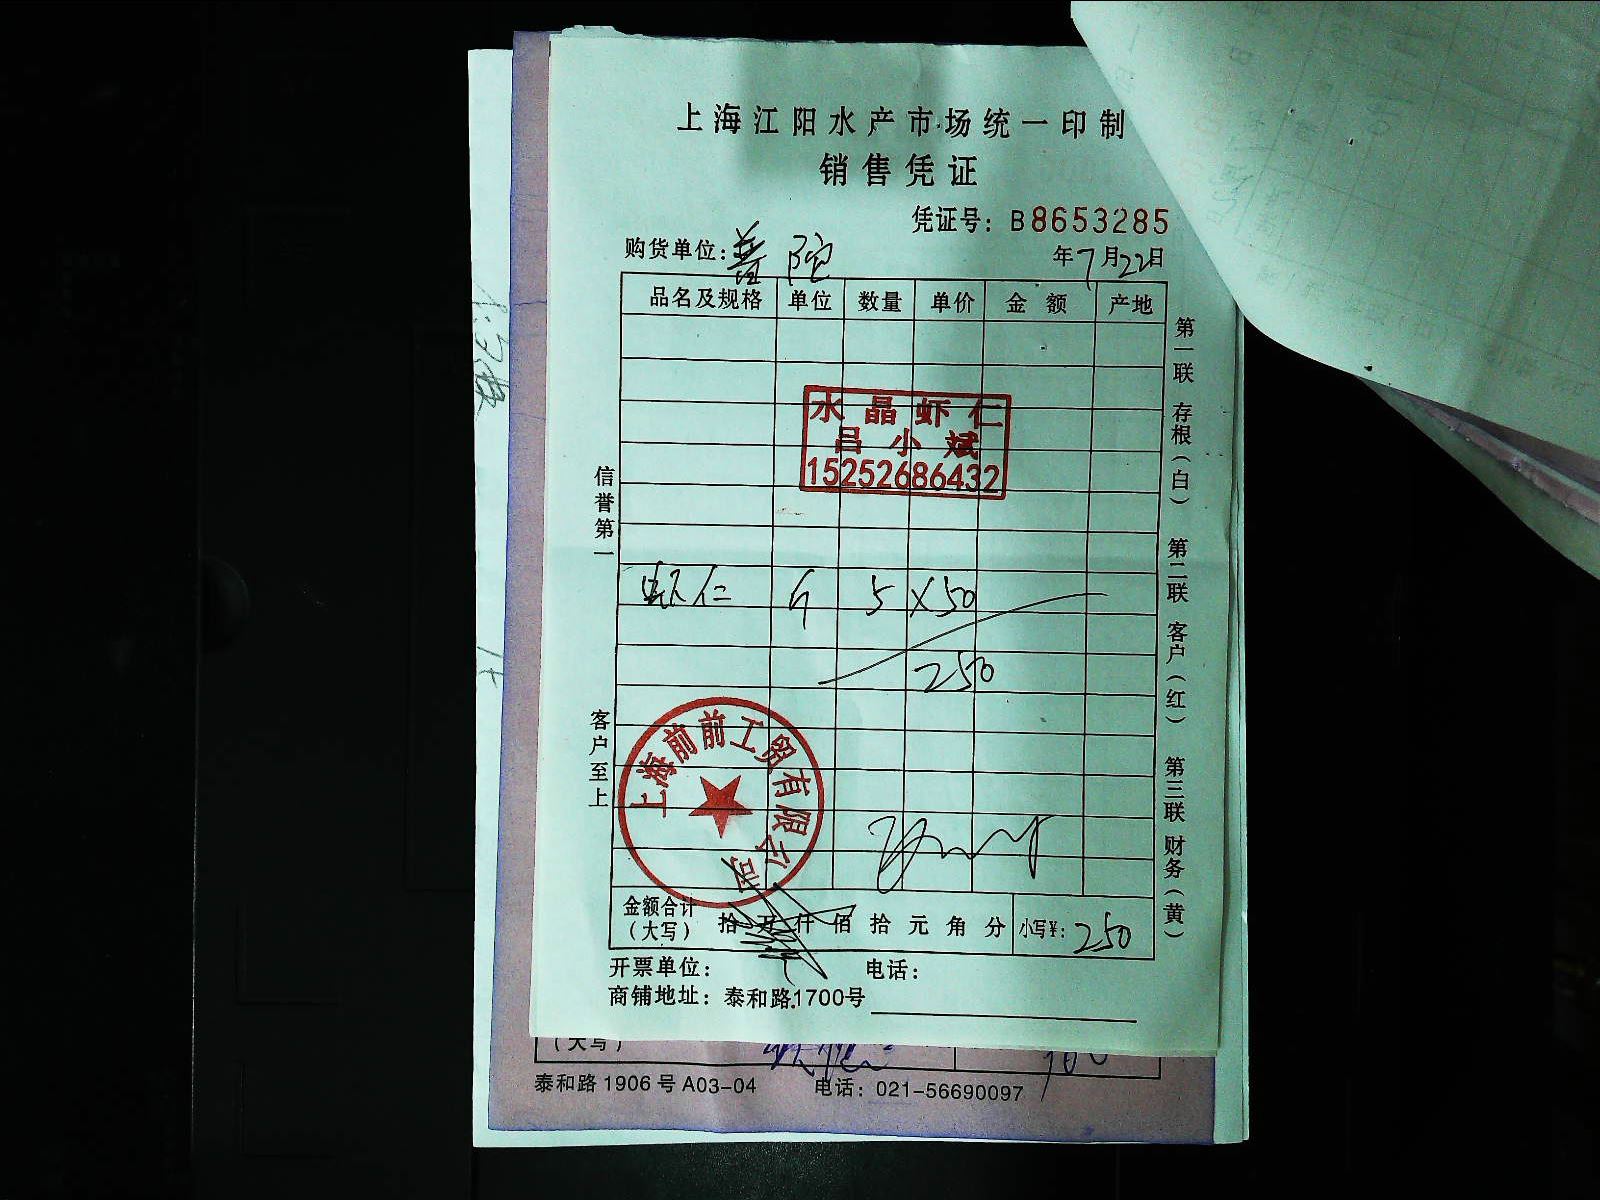 上海江阳水产市场统一印制
销售凭证
凭证号：B8653285
购货单位：普陀 年7月22日
品名及规格 单位 数量 单价 金额 产地
水晶虾仁
吕小斌
15252686432
虾仁 斤 5×50
250
上海前前工贸有限公司
金额合计（大写） 拾万仟佰拾元角分 小写¥：250
开票单位： 电话：
商铺地址：泰和路1700号
信誉第一 客户至上
第一联存根（白） 第二联客户（红） 第三联财务（黄）
（大写）
泰和路1906号A03-04 电话：021-56690097